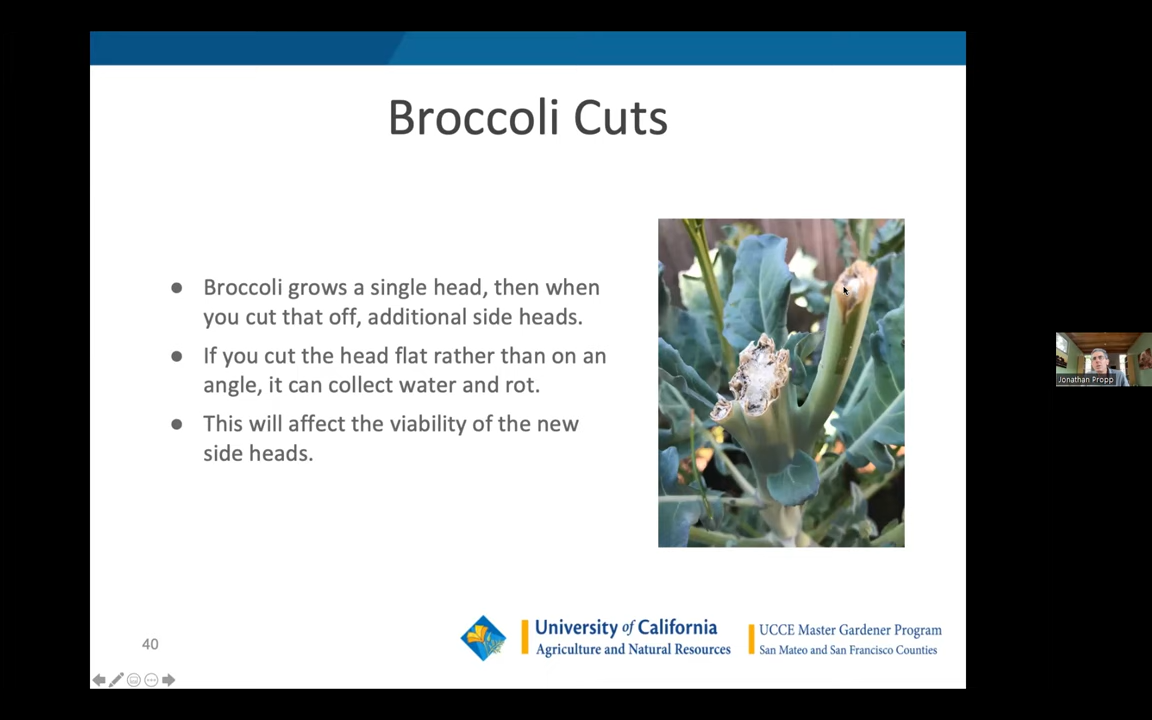 Broccoli Cuts
● Broccoli grows a single head, then when
you cut that off, additional side heads.
● If you cut the head flat rather than on an
angle, it can collect water and rot.
● This will affect the viability of the new
side heads.
Jonathan Propp
40
University of California
Agriculture and Natural Resources
UCCE Master Gardener Program
San Mateo and San Francisco Counties